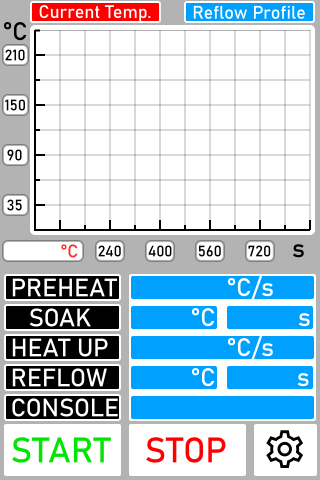 Current Temp. Reflow Profile
°C
210
150
90
35
°C 240 400 560 720 s
PREHEAT °C/s
SOAK °C s
HEAT UP °C/s
REFLOW °C s
CONSOLE
START STOP